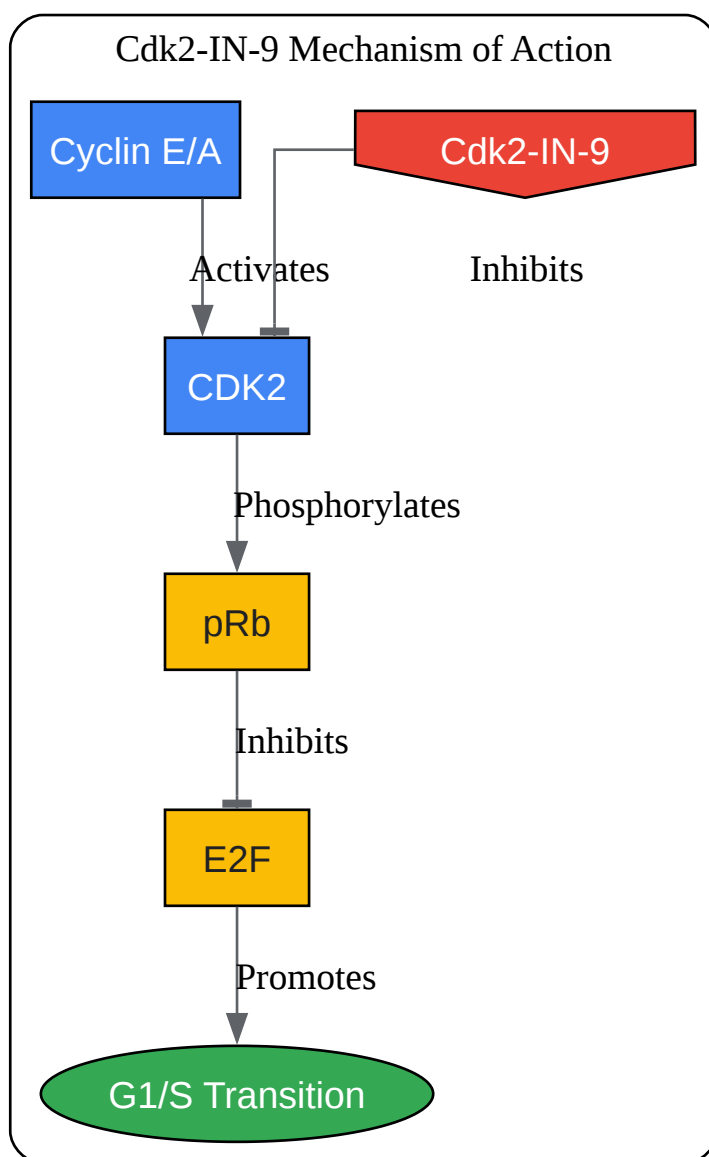 Cdk2-IN-9 Mechanism of Action
Cyclin E/A
Cdk2-IN-9
Activates
Inhibits
CDK2
Phosphorylates
pRb
Inhibits
E2F
Promotes
G1/S Transition